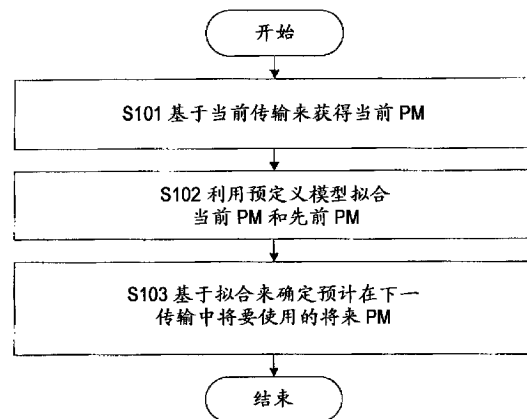 开始
S101 基于当前传输来获得当前 PM
S102 利用预定义模型拟合
当前 PM 和先前 PM
S103 基于拟合来确定预计在下一
传输中将要使用的将来 PM
结束